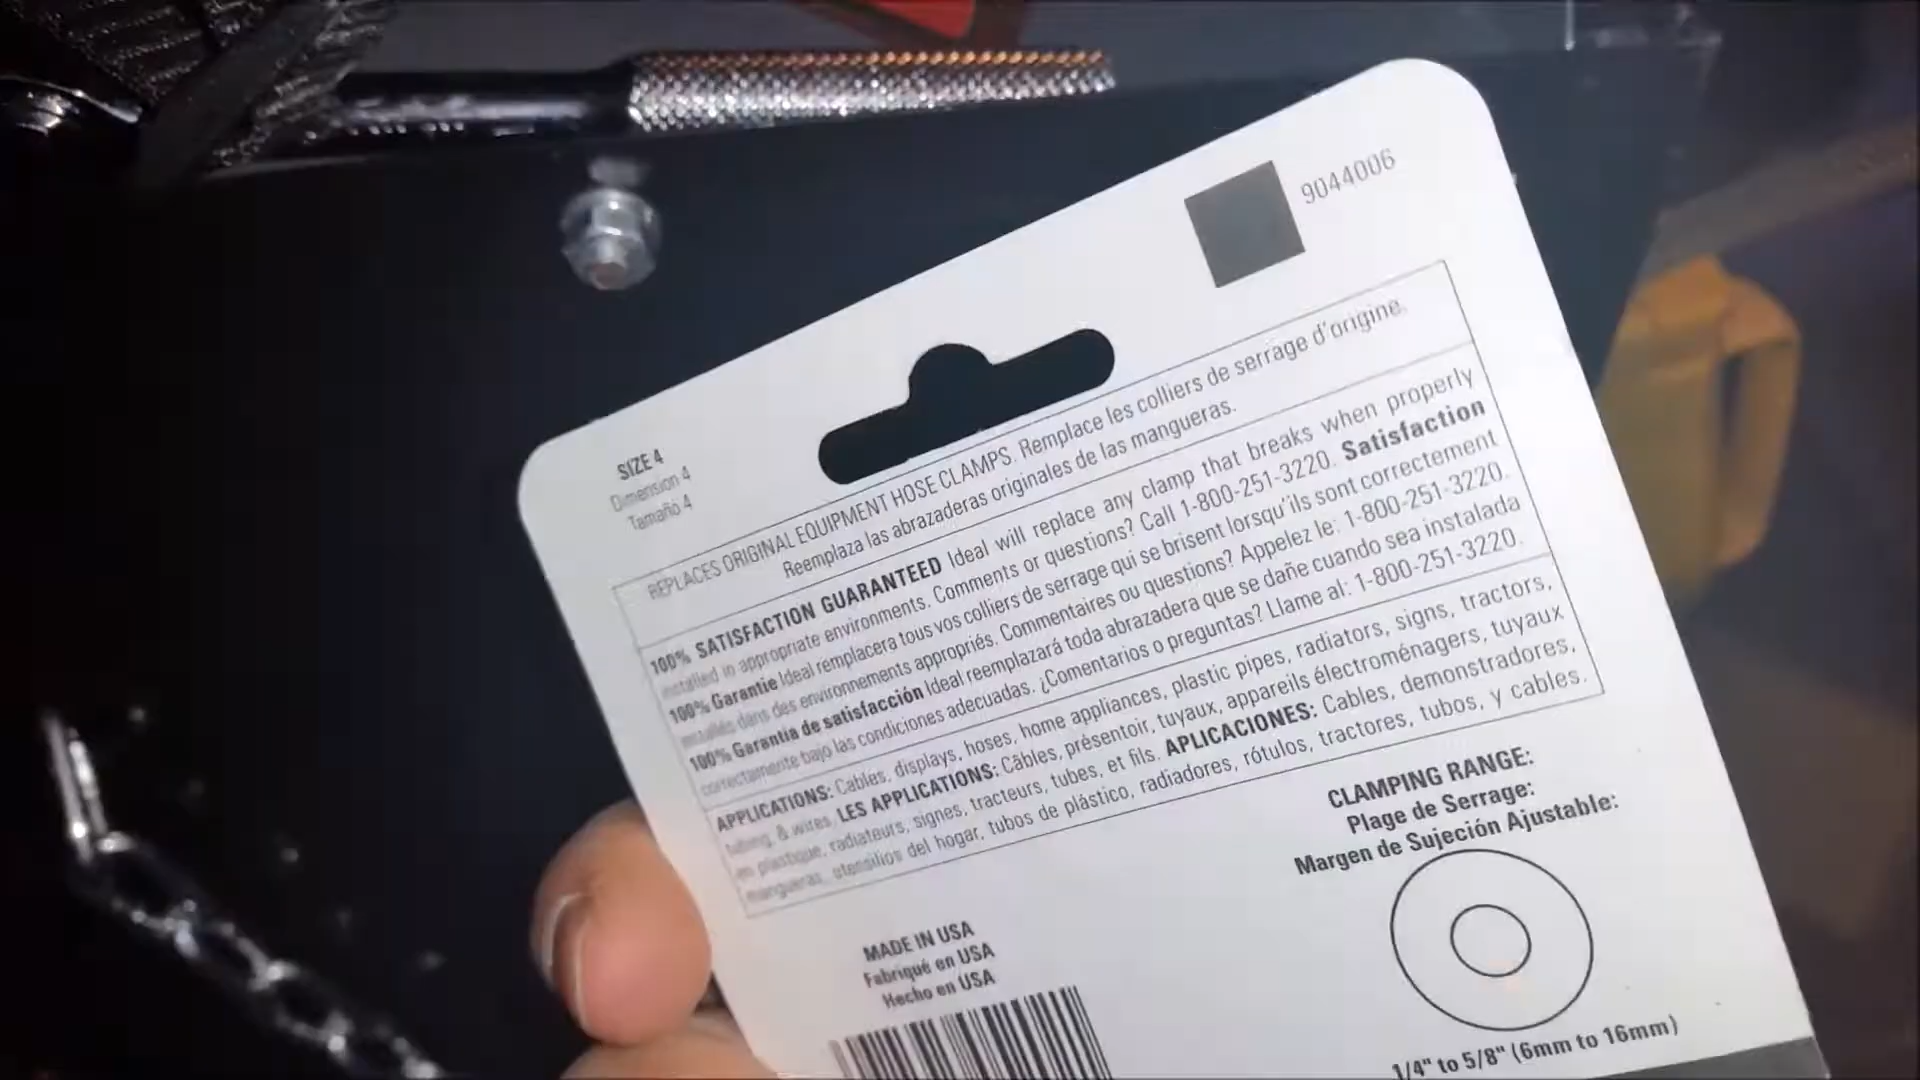 9044006
SIZE 4
Dimension 4
Tamaño 4
REPLACES ORIGINAL EQUIPMENT HOSE CLAMPS. Remplace les colliers de serrage d'origine.
Reemplaza las abrazaderas originales de las mangueras.
100% SATISFACTION GUARANTEED Ideal will replace any clamp that breaks when properly
installed in appropriate environments. Comments or questions? Call 1-800-251-3220. Satisfaction
100% Garantie Ideal remplacera tous vos colliers de serrage qui se brisent lorsqu'ils sont correctement
installés dans des environnements appropriés. Commentaires ou questions? Appelez le: 1-800-251-3220.
100% Garantía de satisfacción Ideal reemplazará toda abrazadera que se dañe cuando sea instalada
correctamente bajo las condiciones adecuadas. ¿Comentarios o preguntas? Llame al: 1-800-251-3220.
APPLICATIONS: Cables, displays, hoses, home appliances, plastic pipes, radiators, signs, tractors,
tubing, & wires. LES APPLICATIONS: Câbles, présentoir, tuyaux, appareils électroménagers, tuyaux
en plastique, radiateurs, signes, tracteurs, tubes, et fils. APLICACIONES: Cables, demonstradores,
mangueras, utensilios del hogar, tubos de plástico, radiadores, rótulos, tractores, tubos, y cables.
CLAMPING RANGE:
Plage de Serrage:
Margen de Sujeción Ajustable:
MADE IN USA
Fabriqué en USA
Hecho en USA
1/4" to 5/8" (6mm to 16mm)